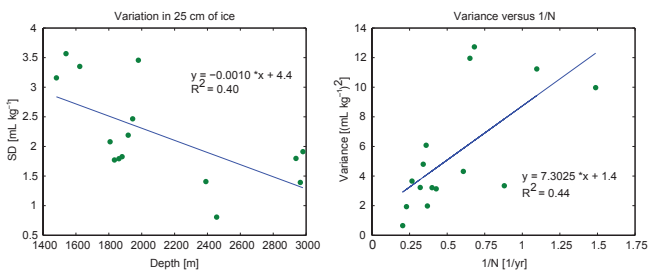 Variation in 25 cm of ice
4
3.5
3
2.5
2
1.5
1
0.5
SD [mL kg⁻¹]
y = −0.0010 *x + 4.4
R² = 0.40
1400 1600 1800 2000 2200 2400 2600 2800 3000
Depth [m]
Variance versus 1/N
14
12
10
8
6
4
2
0
Variance [(mL kg⁻¹)²]
y = 7.3025 *x + 1.4
R² = 0.44
0 0.25 0.5 0.75 1 1.25 1.5 1.75
1/N [1/yr]